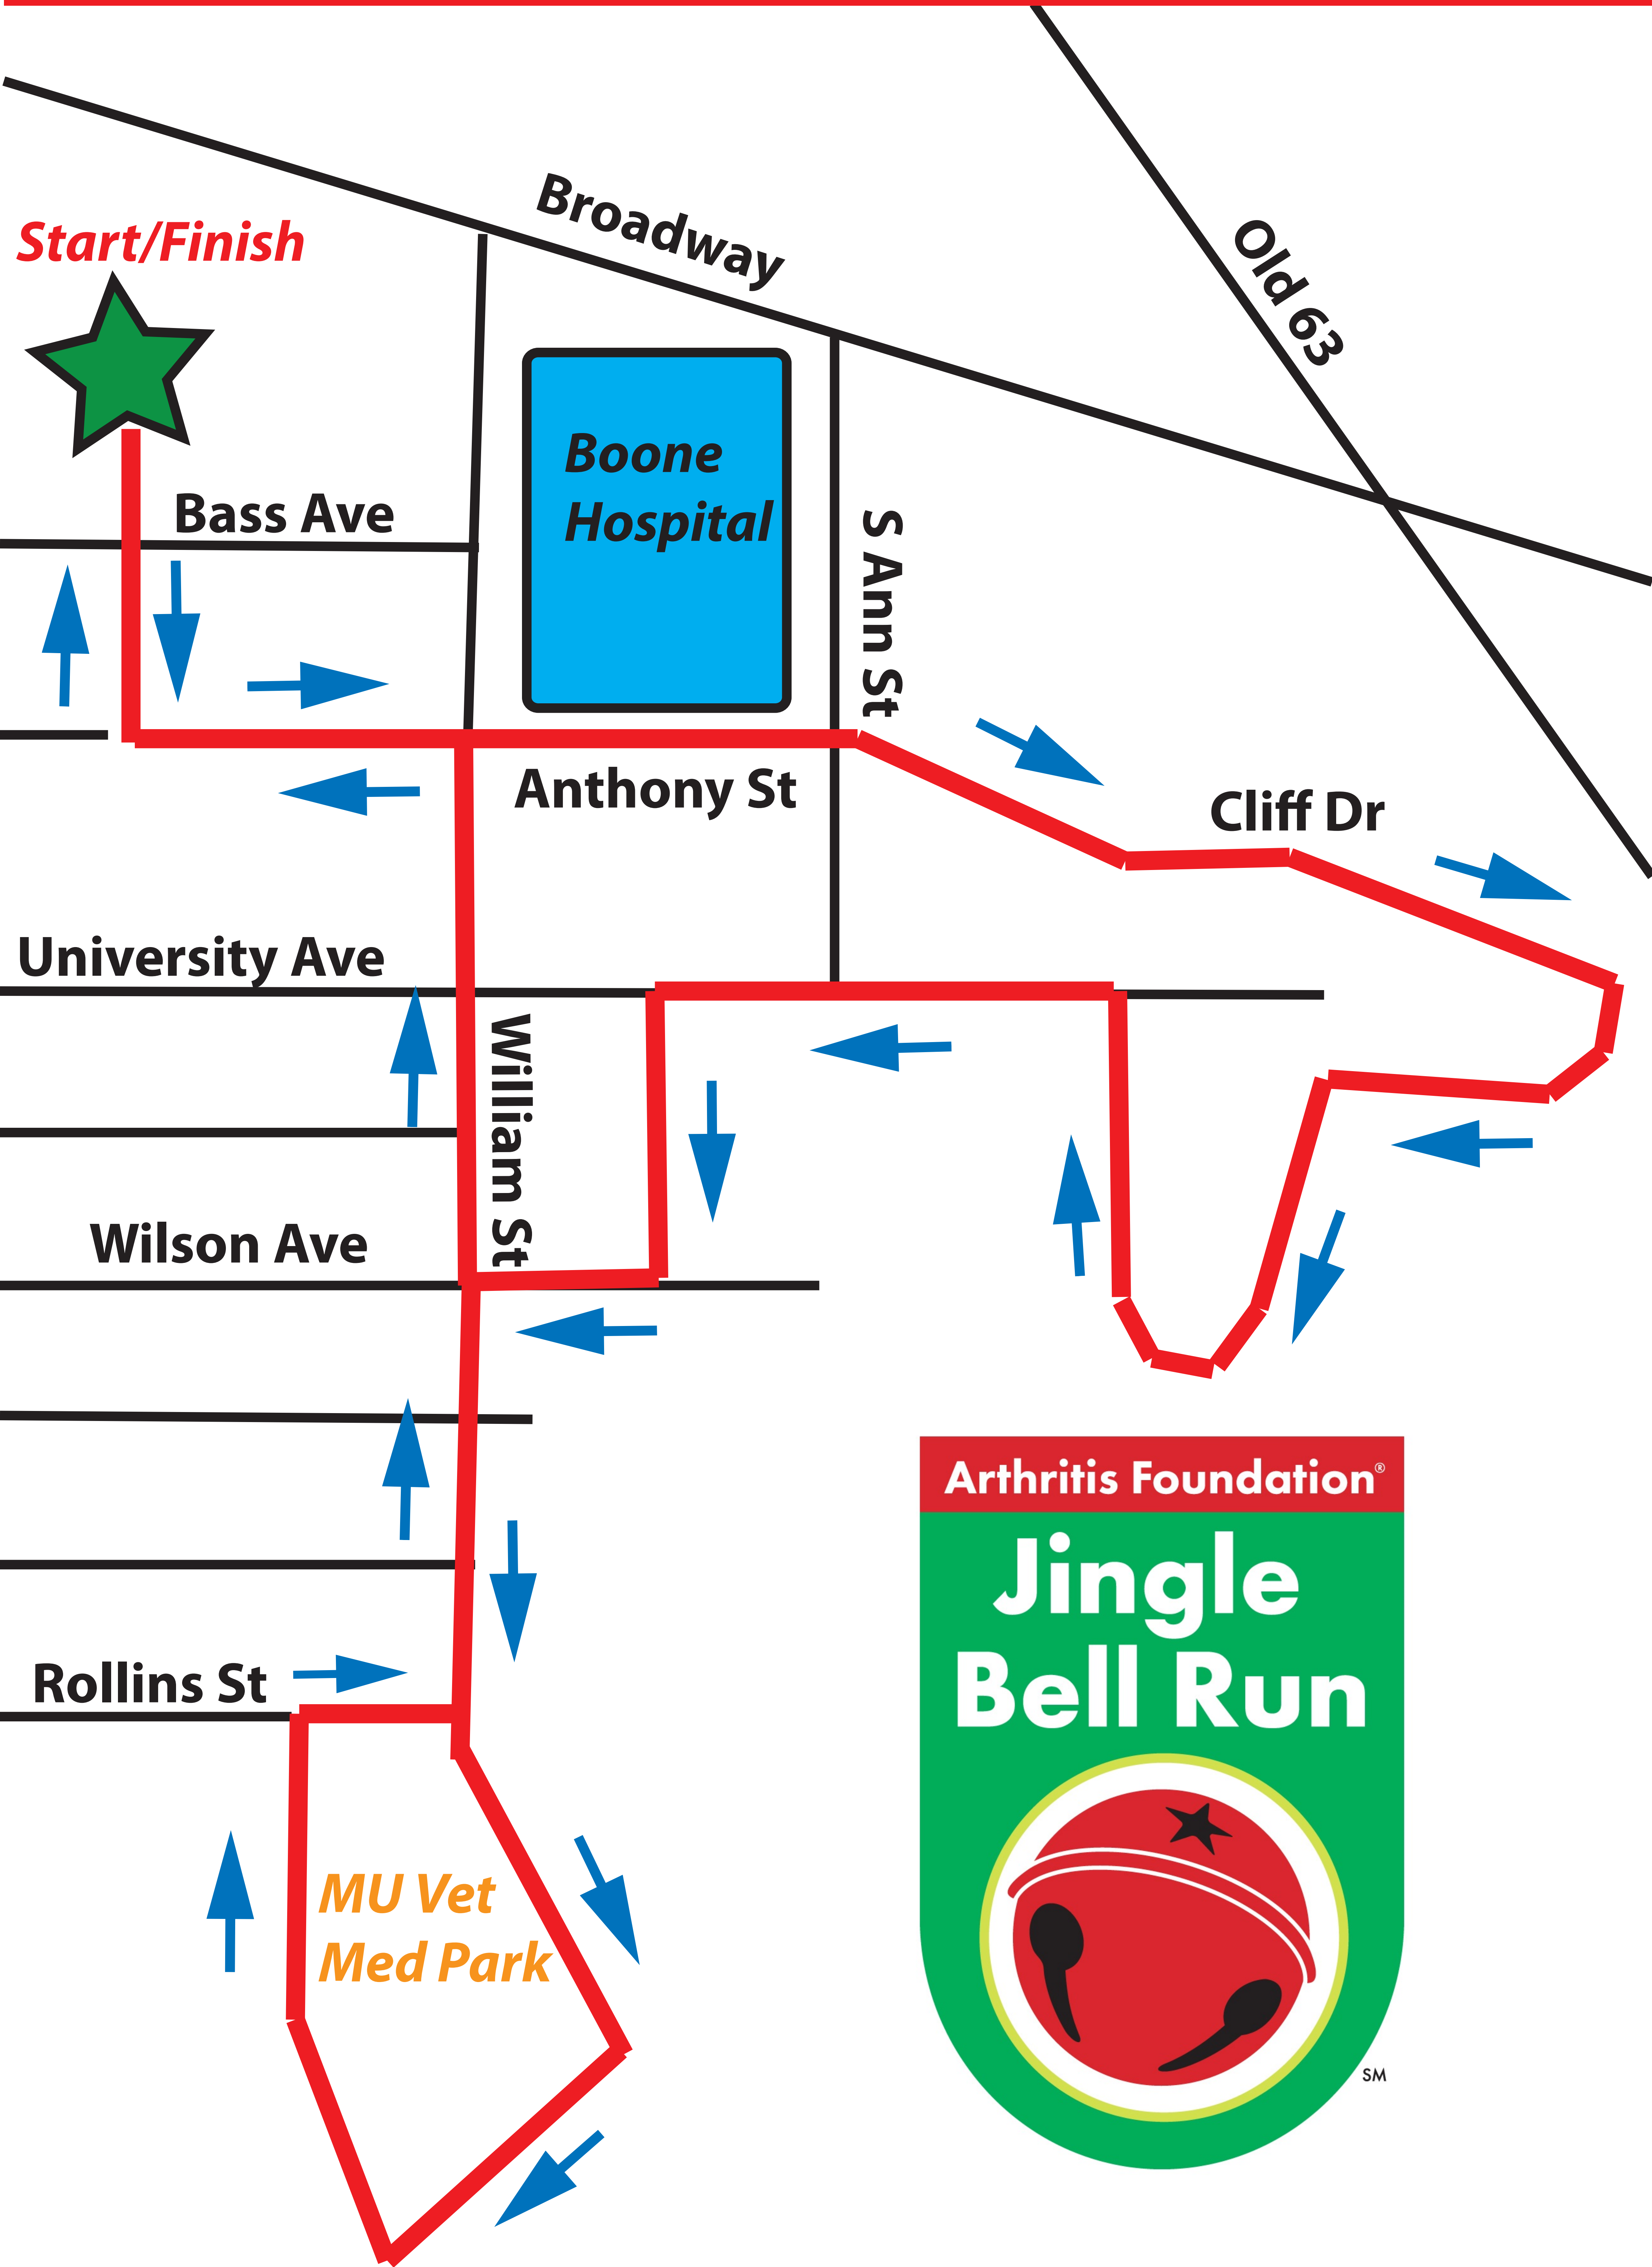 Broadway
Old 63
Start/Finish
Boone
Hospital
Bass Ave
S Ann St
Anthony St
Cliff Dr
University Ave
William St
Wilson Ave
Arthritis Foundation®
Jingle
Bell Run
Rollins St
MU Vet
Med Park
SM